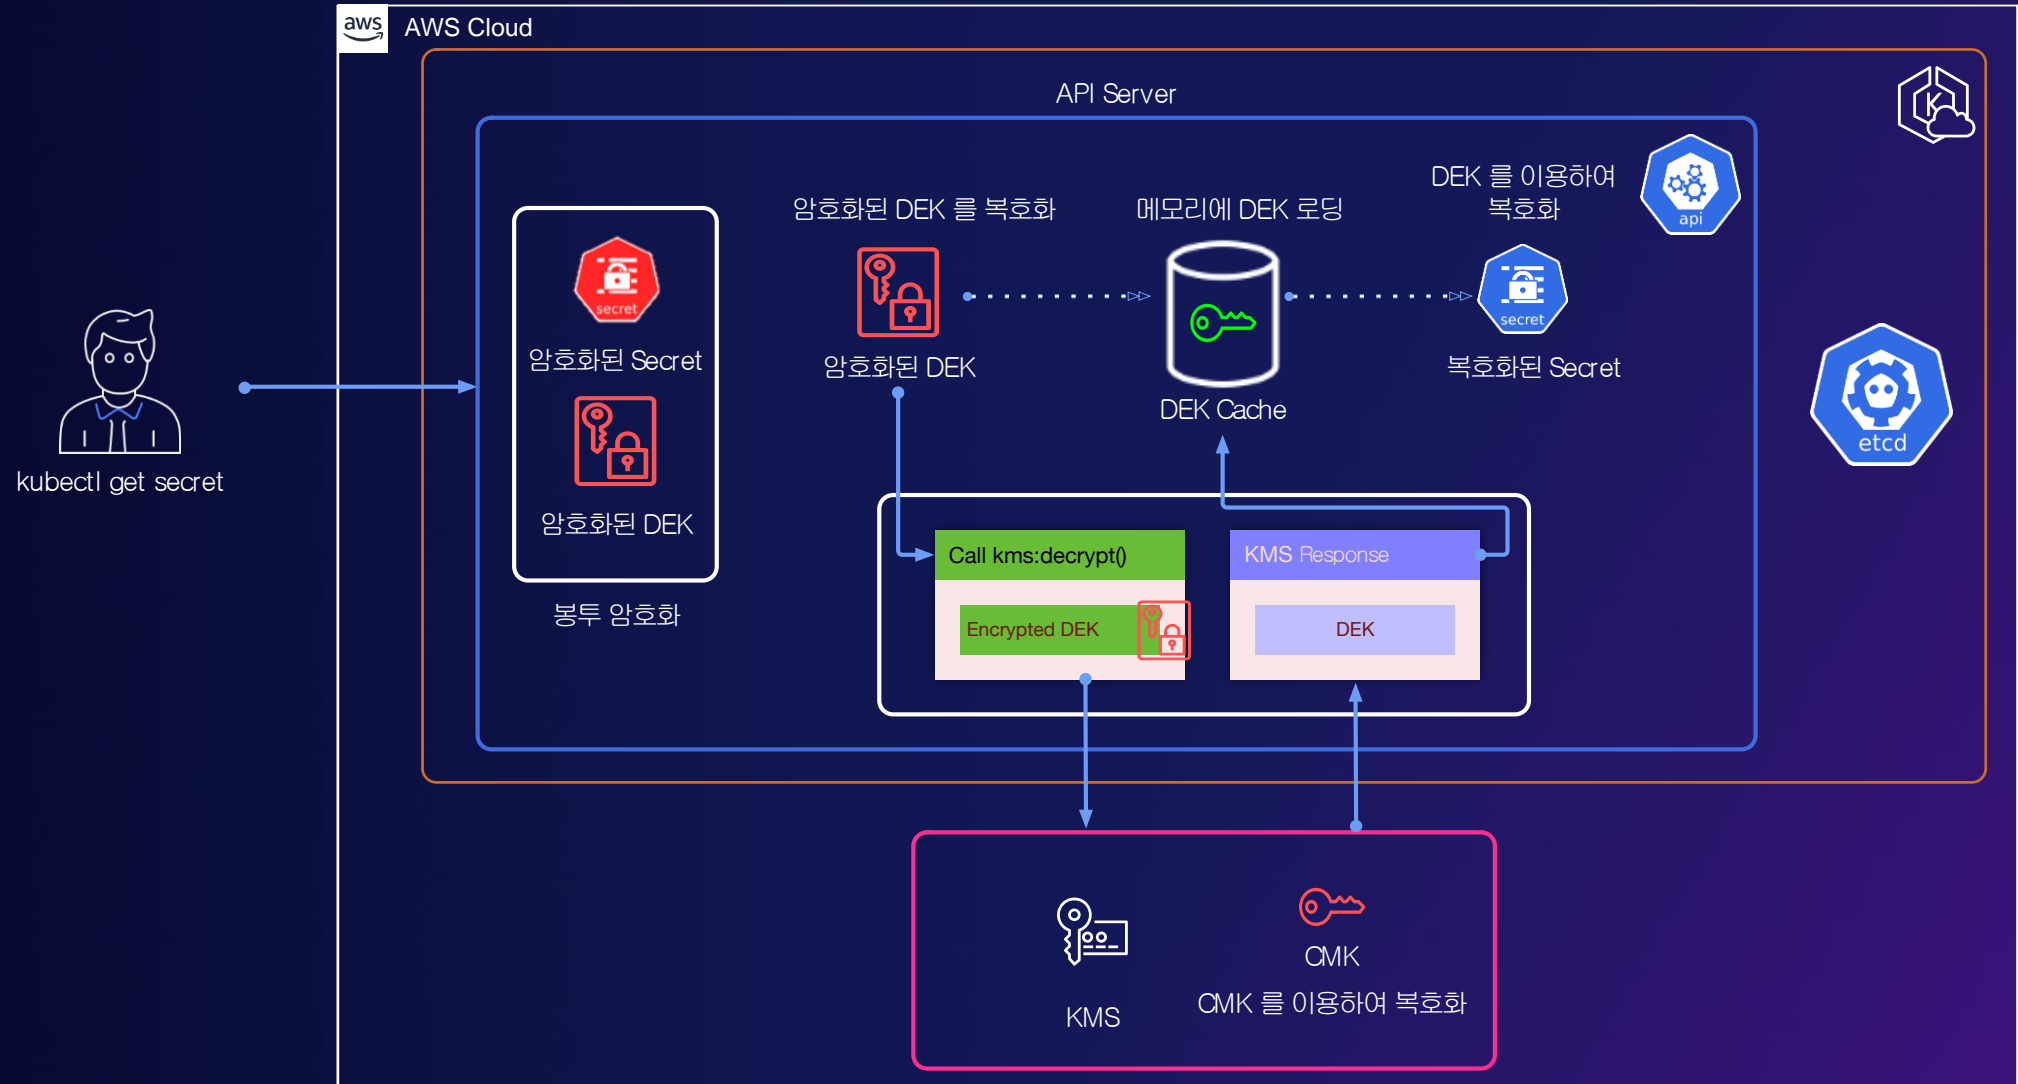 aws
AWS Cloud
API Server
api
DEK 를 이용하여
복호화
암호화된 DEK 를 복호화
메모리에 DEK 로딩
secret
암호화된 Secret
암호화된 DEK
봉투 암호화
암호화된 DEK
DEK Cache
secret
복호화된 Secret
etcd
kubectl get secret
Call kms:decrypt()
Encrypted DEK
KMS Response
DEK
KMS
CMK
CMK 를 이용하여 복호화
K